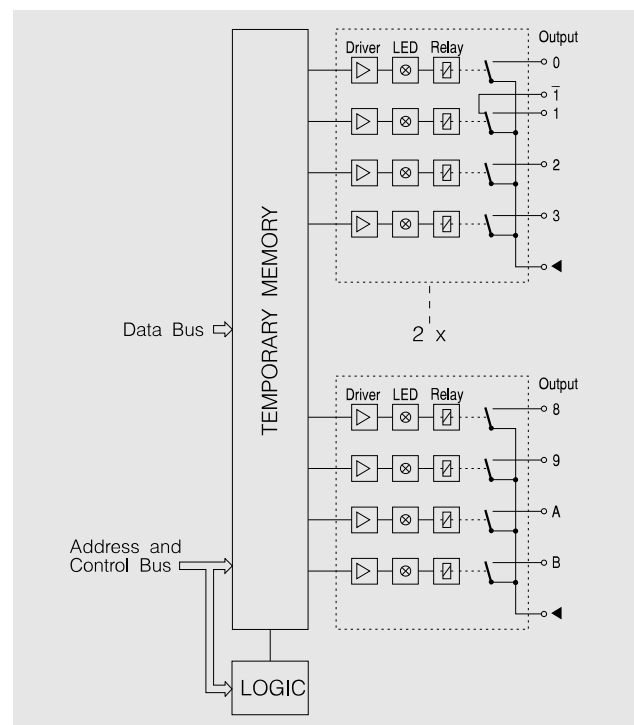 Output
Driver LED Relay
0
1̅
1
2
3
TEMPORARY MEMORY
Data Bus
2 x
Output
Driver LED Relay
8
9
A
B
Address and
Control Bus
LOGIC